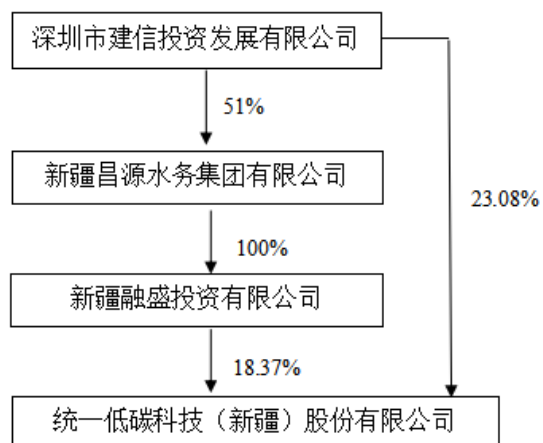 深圳市建信投资发展有限公司
51%
新疆昌源水务集团有限公司
23.08%
100%
新疆融盛投资有限公司
18.37%
统一低碳科技（新疆）股份有限公司